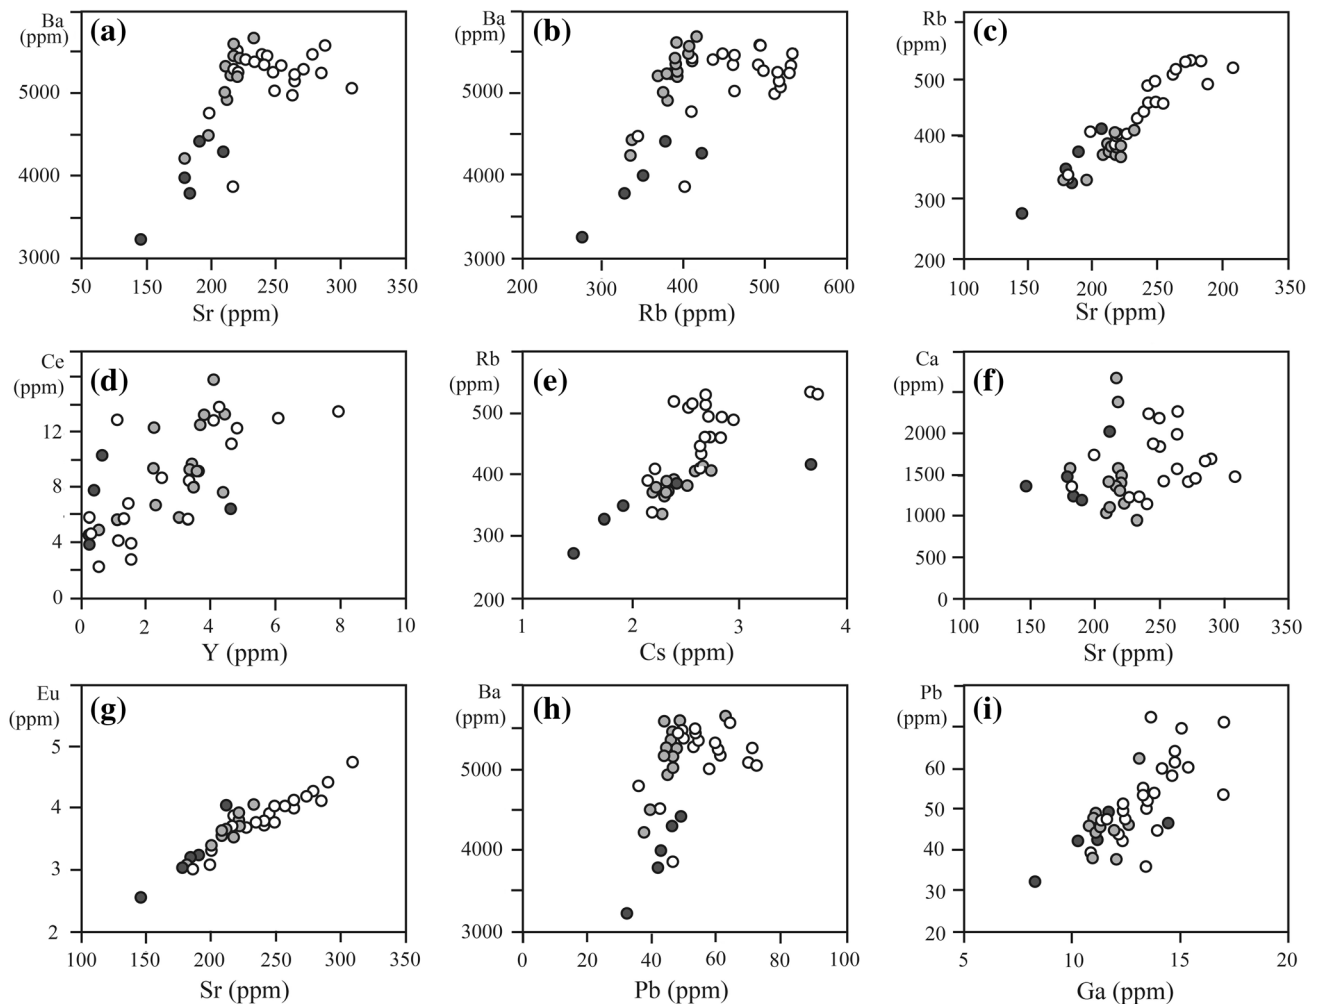 Ba
(ppm)
(a)
5000
4000
3000
50 150 200 250 300 350
Sr (ppm)
Ba
(ppm)
(b)
5000
4000
3000
200 300 400 500 600
Rb (ppm)
Rb
(ppm)
(c)
500
400
300
200
100 150 200 250 200 350
Sr (ppm)
Ce
(ppm)
(d)
12
8
4
0
0 2 4 6 8 10
Y (ppm)
Rb
(ppm)
(e)
500
400
300
200
1 2 3 4
Cs (ppm)
Ca
(ppm)
(f)
2000
1500
1000
500
0
100 150 200 250 300 350
Sr (ppm)
Eu
(ppm)
(g)
5
4
3
2
100 150 200 250 300 350
Sr (ppm)
Ba
(ppm)
(h)
5000
4000
3000
0 20 40 60 80 100
Pb (ppm)
Pb
(ppm)
(i)
60
50
40
30
20
5 10 15 20
Ga (ppm)